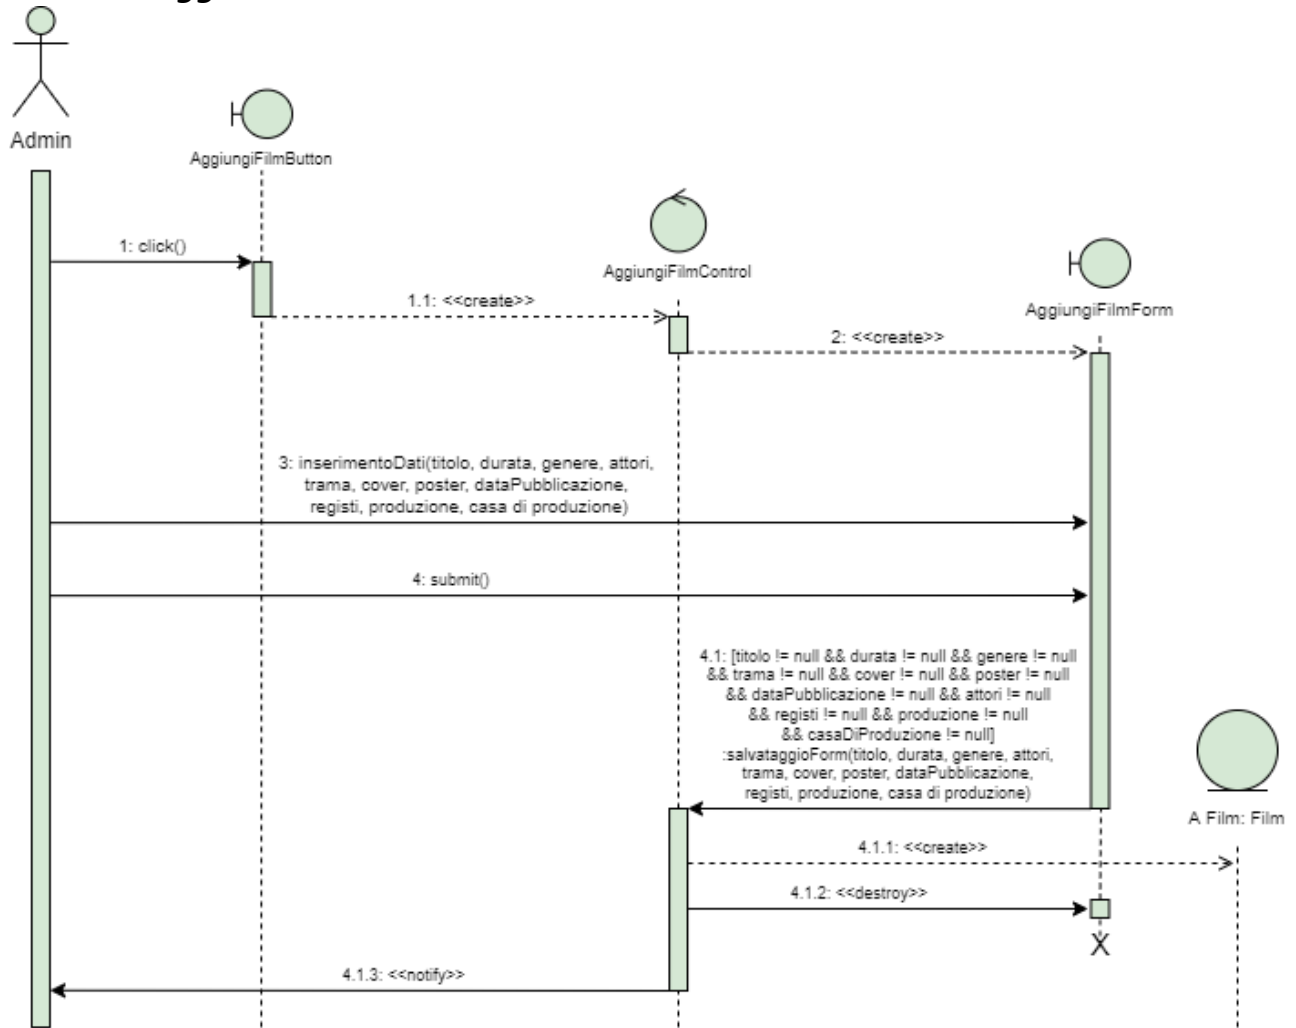 Admin
AggiungiFilmButton
AggiungiFilmControl
AggiungiFilmForm
1: click()
1.1: <<create>>
2: <<create>>
3: inserimentoDati(titolo, durata, genere, attori,
trama, cover, poster, dataPubblicazione,
registi, produzione, casa di produzione)
4: submit()
4.1: [titolo != null && durata != null && genere != null
&& trama != null && cover != null && poster != null
&& dataPubblicazione != null && attori != null
&& registi != null && produzione != null
&& casaDiProduzione != null]
:salvataggioForm(titolo, durata, genere, attori,
trama, cover, poster, dataPubblicazione,
registi, produzione, casa di produzione)
A Film: Film
4.1.1: <<create>>
4.1.2: <<destroy>>
X
4.1.3: <<notify>>